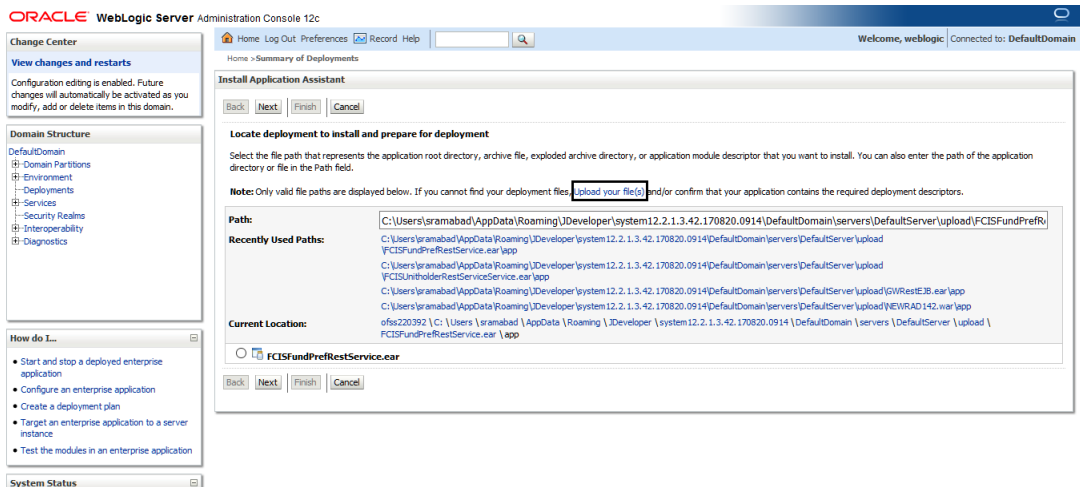 ORACLE WebLogic Server Administration Console 12c
Change Center
View changes and restarts
Configuration editing is enabled. Future
changes will automatically be activated as you
modify, add or delete items in this domain.
Domain Structure
DefaultDomain
Domain Partitions
Environment
Deployments
Services
Security Realms
Interoperability
Diagnostics
How do I...
Start and stop a deployed enterprise
application
Configure an enterprise application
Create a deployment plan
Target an enterprise application to a server
instance
Test the modules in an enterprise application
System Status
Home Log Out Preferences Record Help
Welcome, weblogic Connected to: DefaultDomain
Home >Summary of Deployments
Install Application Assistant
Back Next Finish Cancel
Locate deployment to install and prepare for deployment
Select the file path that represents the application root directory, archive file, exploded archive directory, or application module descriptor that you want to install. You can also enter the path of the application
directory or file in the Path field.
Note: Only valid file paths are displayed below. If you cannot find your deployment files, Upload your file(s) and/or confirm that your application contains the required deployment descriptors.
Path: C:\Users\sramabad\AppData\Roaming\JDeveloper\system12.2.1.3.42.170820.0914\DefaultDomain\servers\DefaultServer\upload\FCISFundPrefR
Recently Used Paths: C:\Users\sramabad\AppData\Roaming\JDeveloper\system12.2.1.3.42.170820.0914\DefaultDomain\servers\DefaultServer\upload
\FCISFundPrefRestService.ear\app
C:\Users\sramabad\AppData\Roaming\JDeveloper\system12.2.1.3.42.170820.0914\DefaultDomain\servers\DefaultServer\upload
\FCISUnitholderRestServiceService.ear\app
C:\Users\sramabad\AppData\Roaming\JDeveloper\system12.2.1.3.42.170820.0914\DefaultDomain\servers\DefaultServer\upload\GWRestEJB.ear\app
C:\Users\sramabad\AppData\Roaming\JDeveloper\system12.2.1.3.42.170820.0914\DefaultDomain\servers\DefaultServer\upload\NEWRAD142.war\app
Current Location: ofss220392 \ C: \ Users \ sramabad \ AppData \ Roaming \ JDeveloper \ system12.2.1.3.42.170820.0914 \ DefaultDomain \ servers \ DefaultServer \ upload \
FCISFundPrefRestService.ear \ app
FCISFundPrefRestService.ear
Back Next Finish Cancel